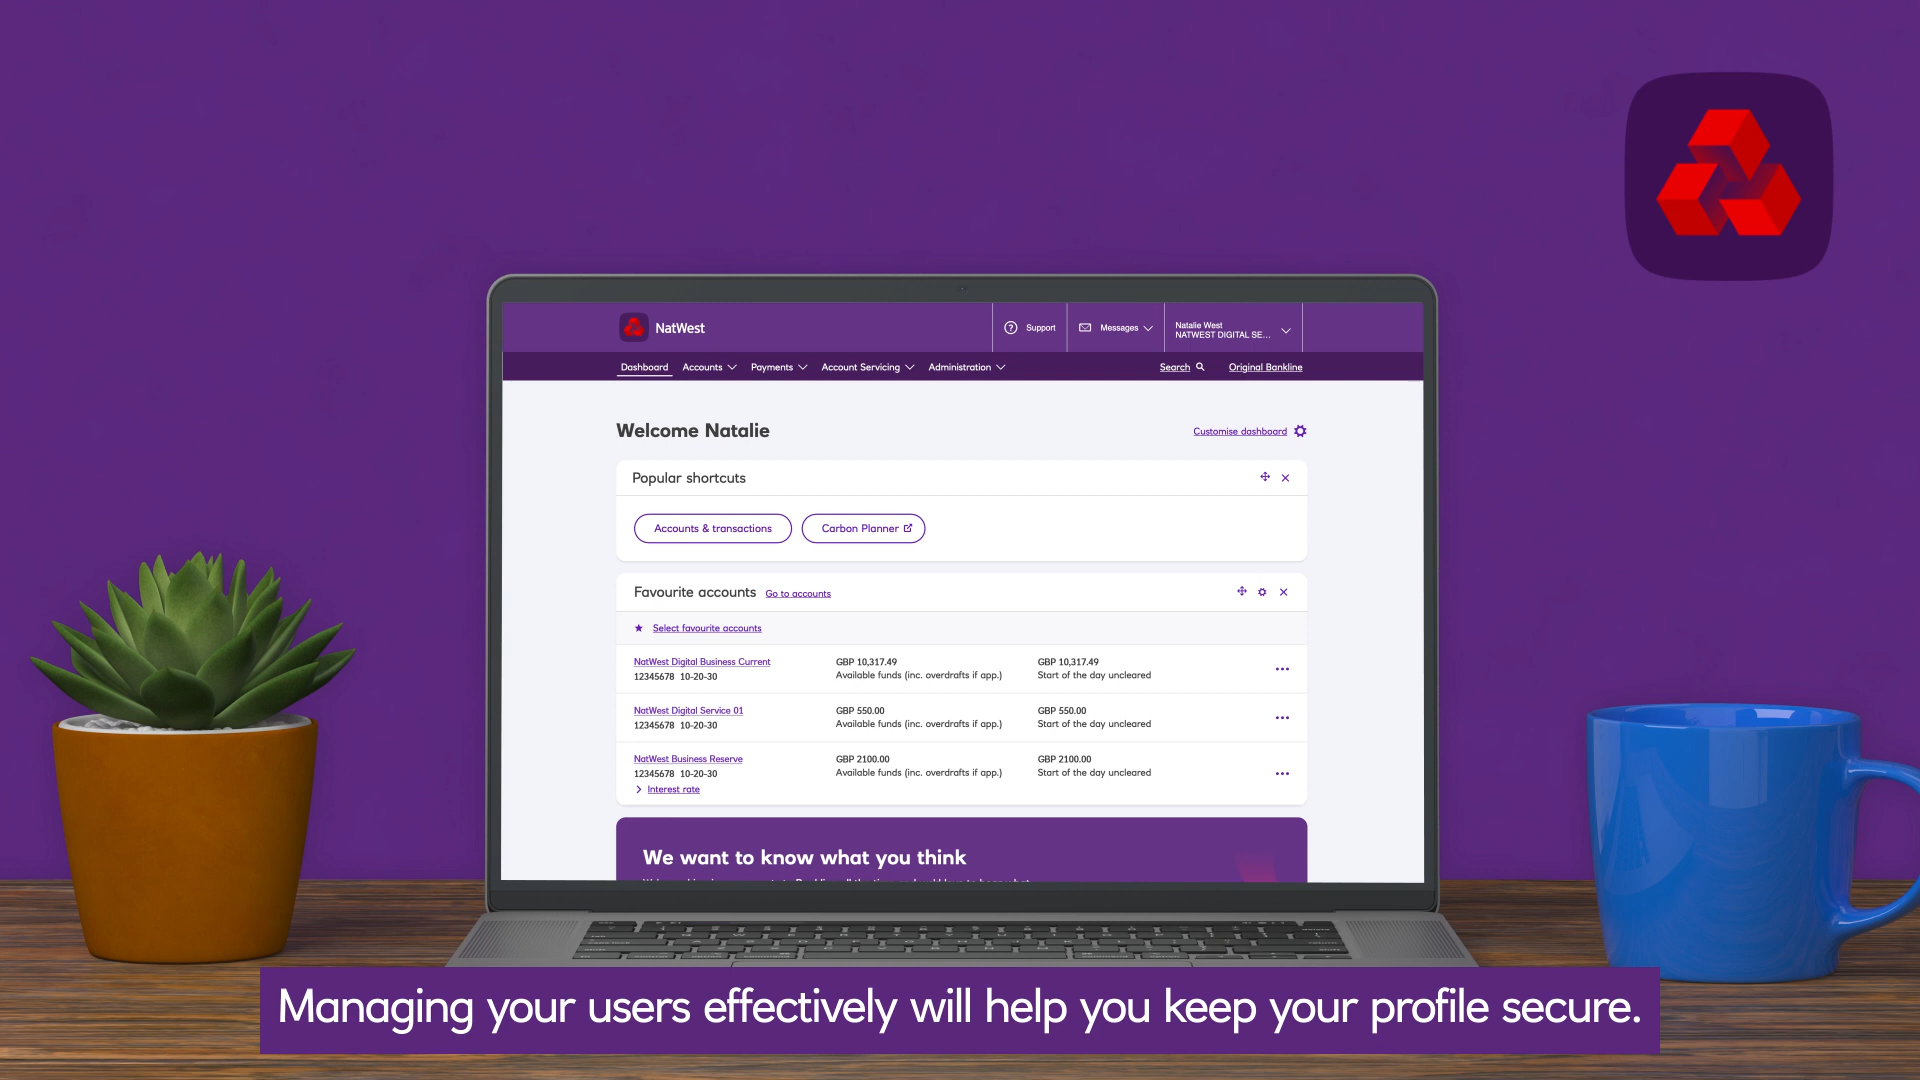 NatWest
Support
Messages
Natalie West
NATWEST DIGITAL SE...
Dashboard Accounts Payments Account Servicing Administration Search Original Bankline
Welcome Natalie
Customise dashboard
Popular shortcuts
Accounts & transactions Carbon Planner
Favourite accounts Go to accounts
Select favourite accounts
NatWest Digital Business Current GBP 10,317.49 GBP 10,317.49
12345678 10-20-30 Available funds (inc. overdrafts if app.) Start of the day uncleared
NatWest Digital Service 01 GBP 550.00 GBP 550.00
12345678 10-20-30 Available funds (inc. overdrafts if app.) Start of the day uncleared
NatWest Business Reserve GBP 2100.00 GBP 2100.00
12345678 10-20-30 Available funds (inc. overdrafts if app.) Start of the day uncleared
Interest rate
We want to know what you think
Managing your users effectively will help you keep your profile secure.